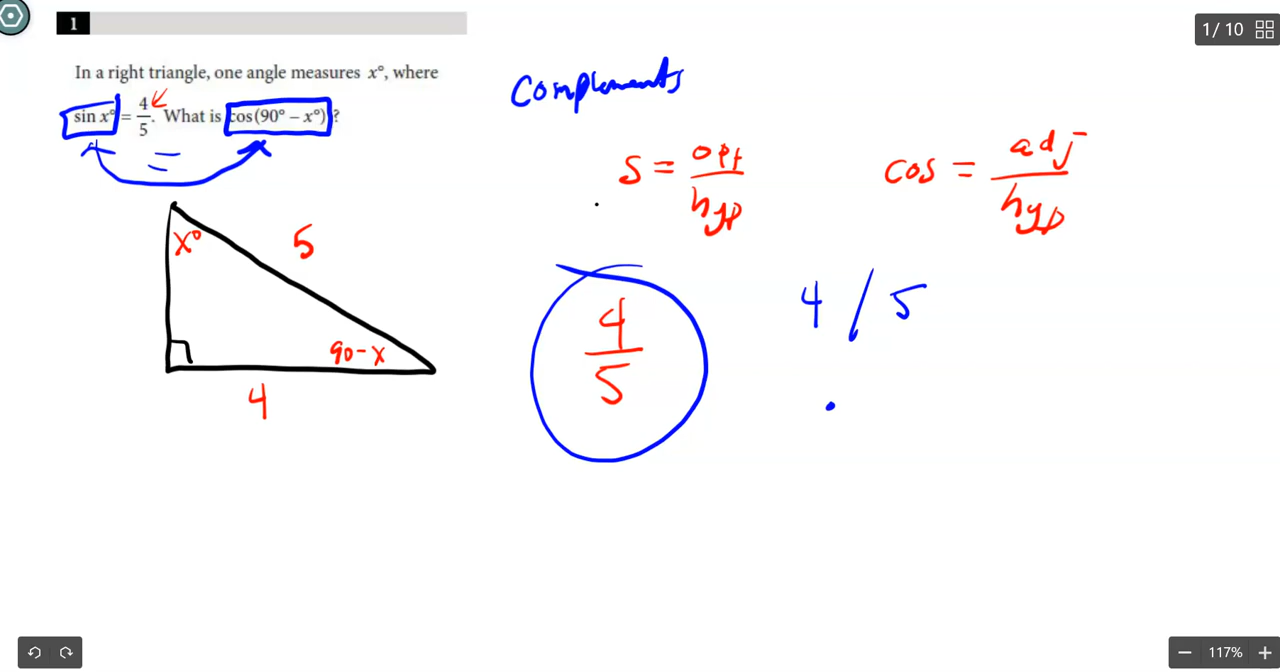 1
1 / 10
In a right triangle, one angle measures x°, where
sin x° = 4/5. What is cos(90° − x°)?
=
complements
S = opp/hyp
cos = adj/hyp
x°
5
90 - x
4
4/5
4 / 5
117%